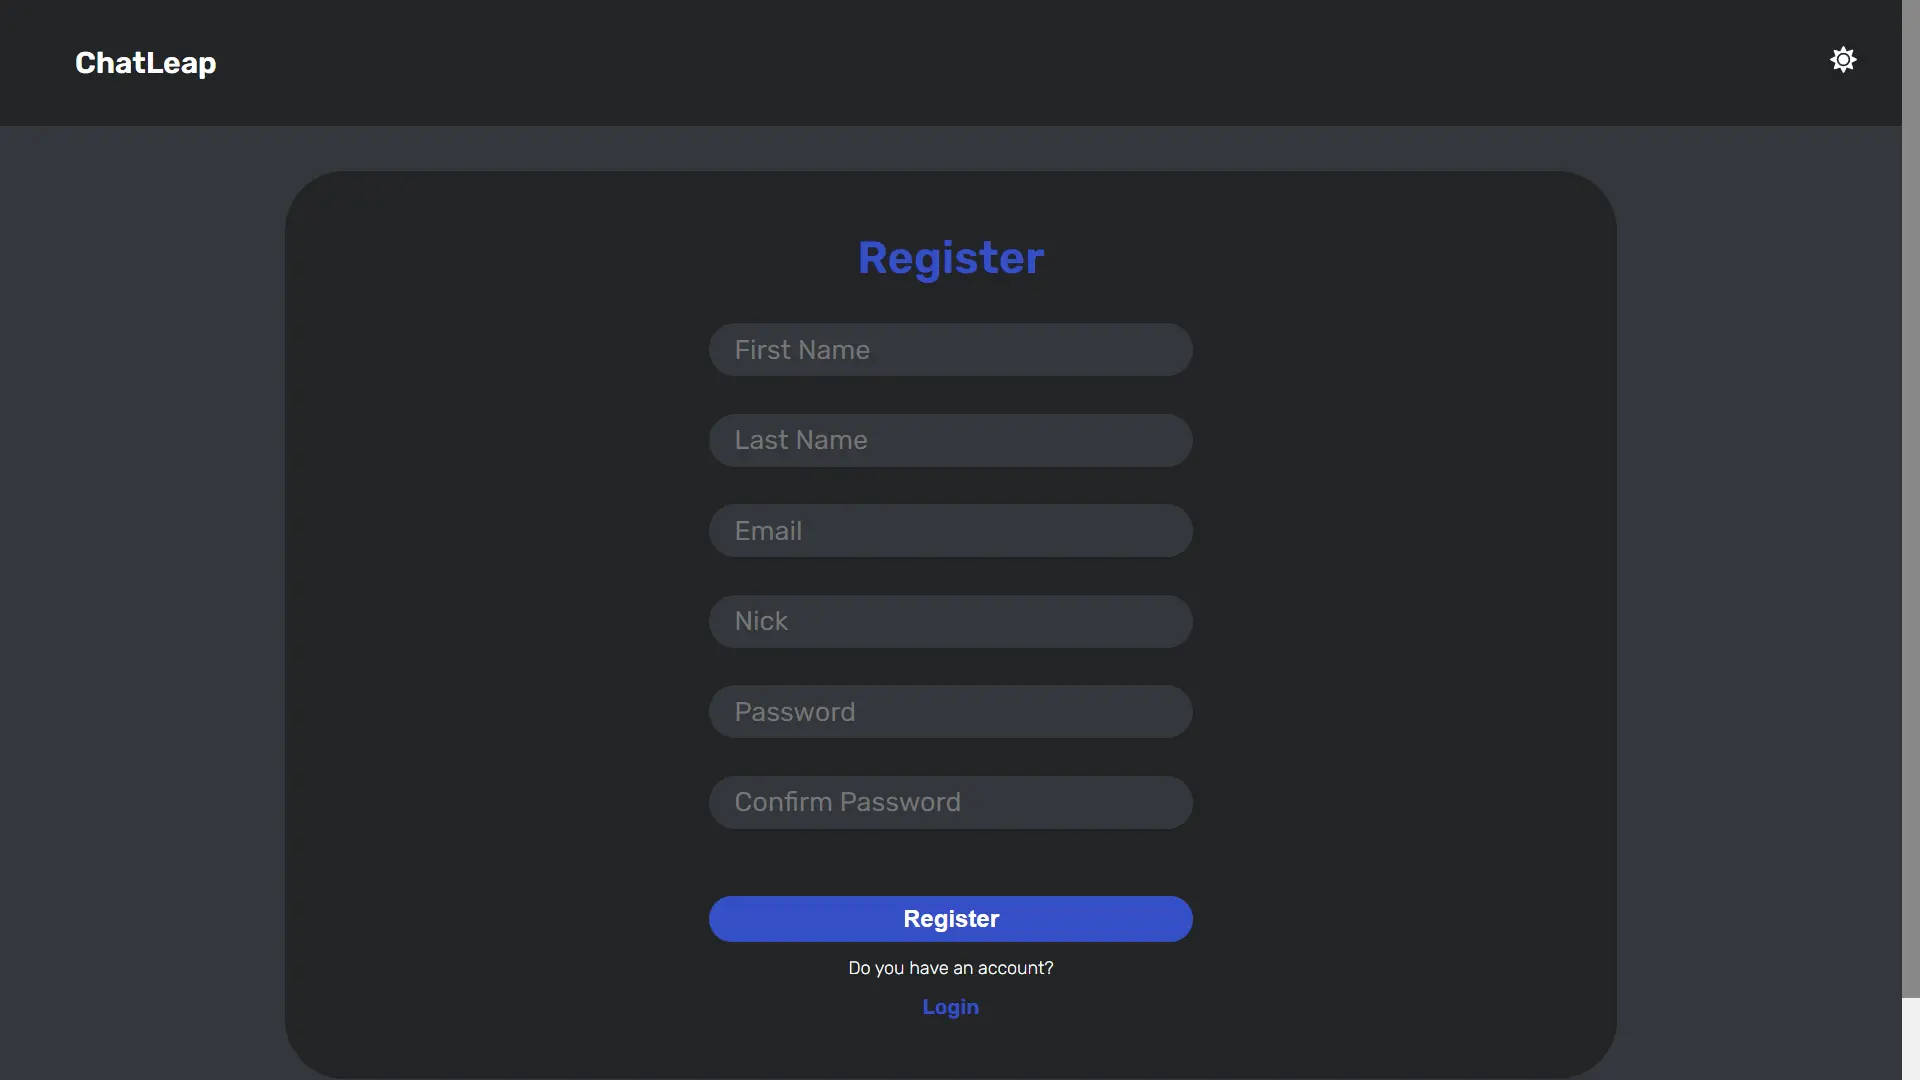 ChatLeap
Register
First Name
Last Name
Email
Nick
Password
Confirm Password
Register
Do you have an account?
Login